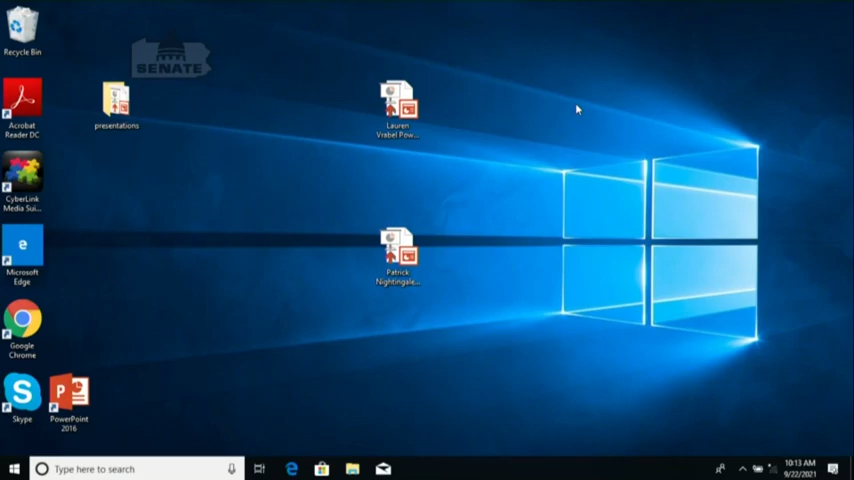 Recycle Bin
SENATE
Acrobat
Reader DC
presentations
Lauren
Vrabel Pow...
CyberLink
Media Sui...
Microsoft
Edge
Patrick
Nightingale...
Google
Chrome
Skype
PowerPoint
2016
Type here to search
10:13 AM
9/22/2021